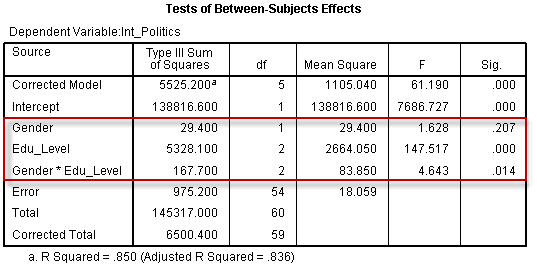 Tests of Between-Subjects Effects
Dependent Variable:Int_Politics
Source Type III Sum of Squares df Mean Square F Sig.
Corrected Model 5525.200a 5 1105.040 61.190 .000
Intercept 138816.600 1 138816.600 7686.727 .000
Gender 29.400 1 29.400 1.628 .207
Edu_Level 5328.100 2 2664.050 147.517 .000
Gender * Edu_Level 167.700 2 83.850 4.643 .014
Error 975.200 54 18.059
Total 145317.000 60
Corrected Total 6500.400 59
a. R Squared = .850 (Adjusted R Squared = .836)